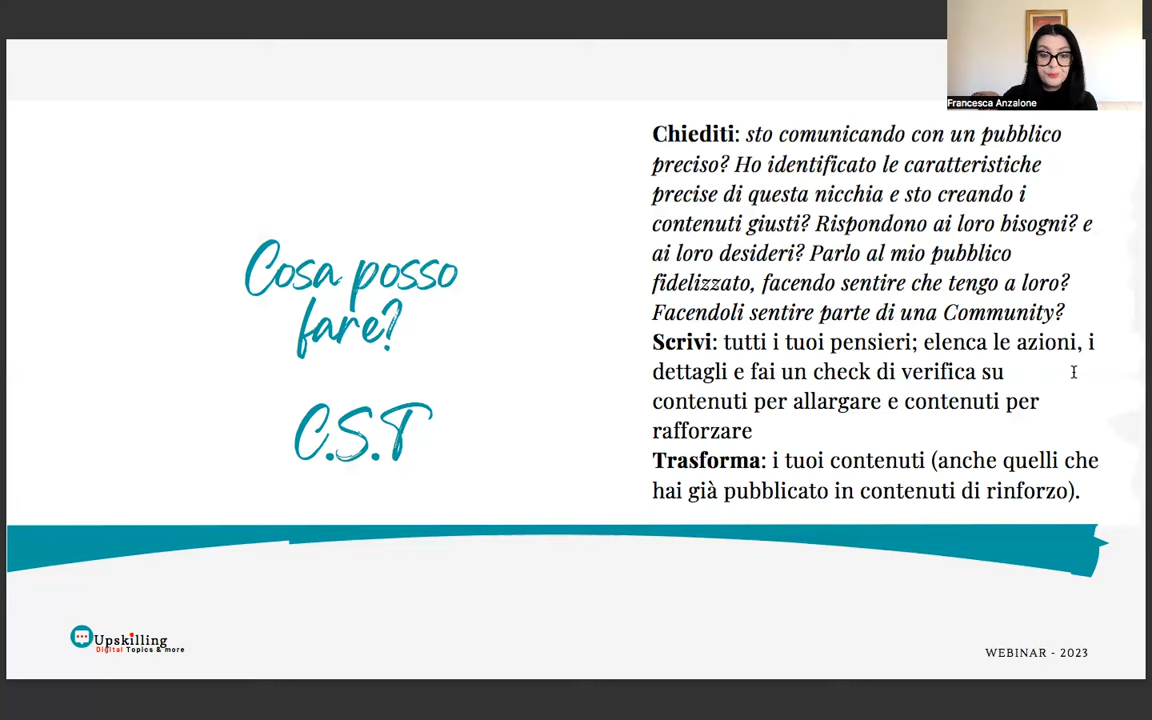 Francesca Anzalone
Chiediti: sto comunicando con un pubblico
preciso? Ho identificato le caratteristiche
precise di questa nicchia e sto creando i
contenuti giusti? Rispondono ai loro bisogni? e
ai loro desideri? Parlo al mio pubblico
fidelizzato, facendo sentire che tengo a loro?
Facendoli sentire parte di una Community?
Scrivi: tutti i tuoi pensieri; elenca le azioni, i
dettagli e fai un check di verifica su
contenuti per allargare e contenuti per
rafforzare
Trasforma: i tuoi contenuti (anche quelli che
hai già pubblicato in contenuti di rinforzo).
Cosa posso
fare?
C.S.T
Upskilling
Digital Topics & more
WEBINAR - 2023